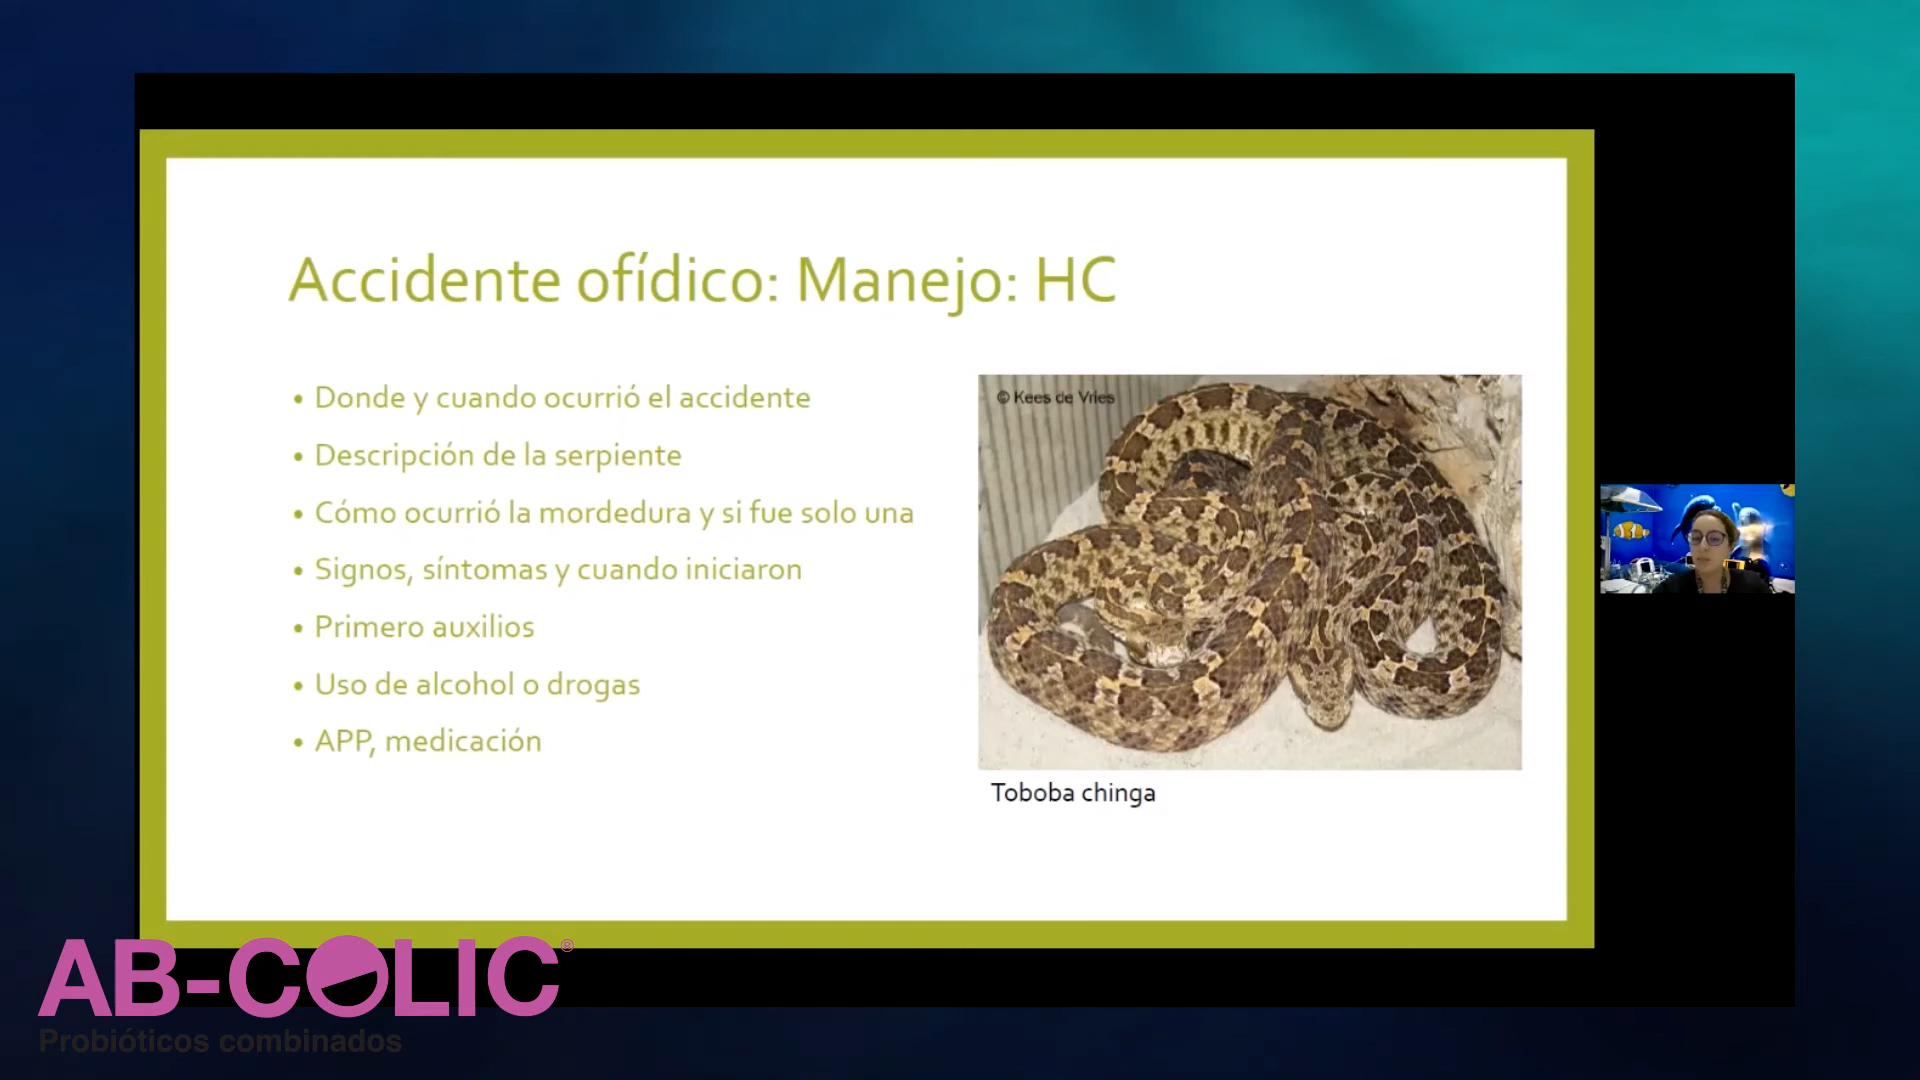 Accidente ofídico: Manejo: HC
• Donde y cuando ocurrió el accidente
• Descripción de la serpiente
• Cómo ocurrió la mordedura y si fue solo una
• Signos, síntomas y cuando iniciaron
• Primero auxilios
• Uso de alcohol o drogas
• APP, medicación
© Kees de Vries
Toboba chinga
AB-COLIC®
Probióticos combinados